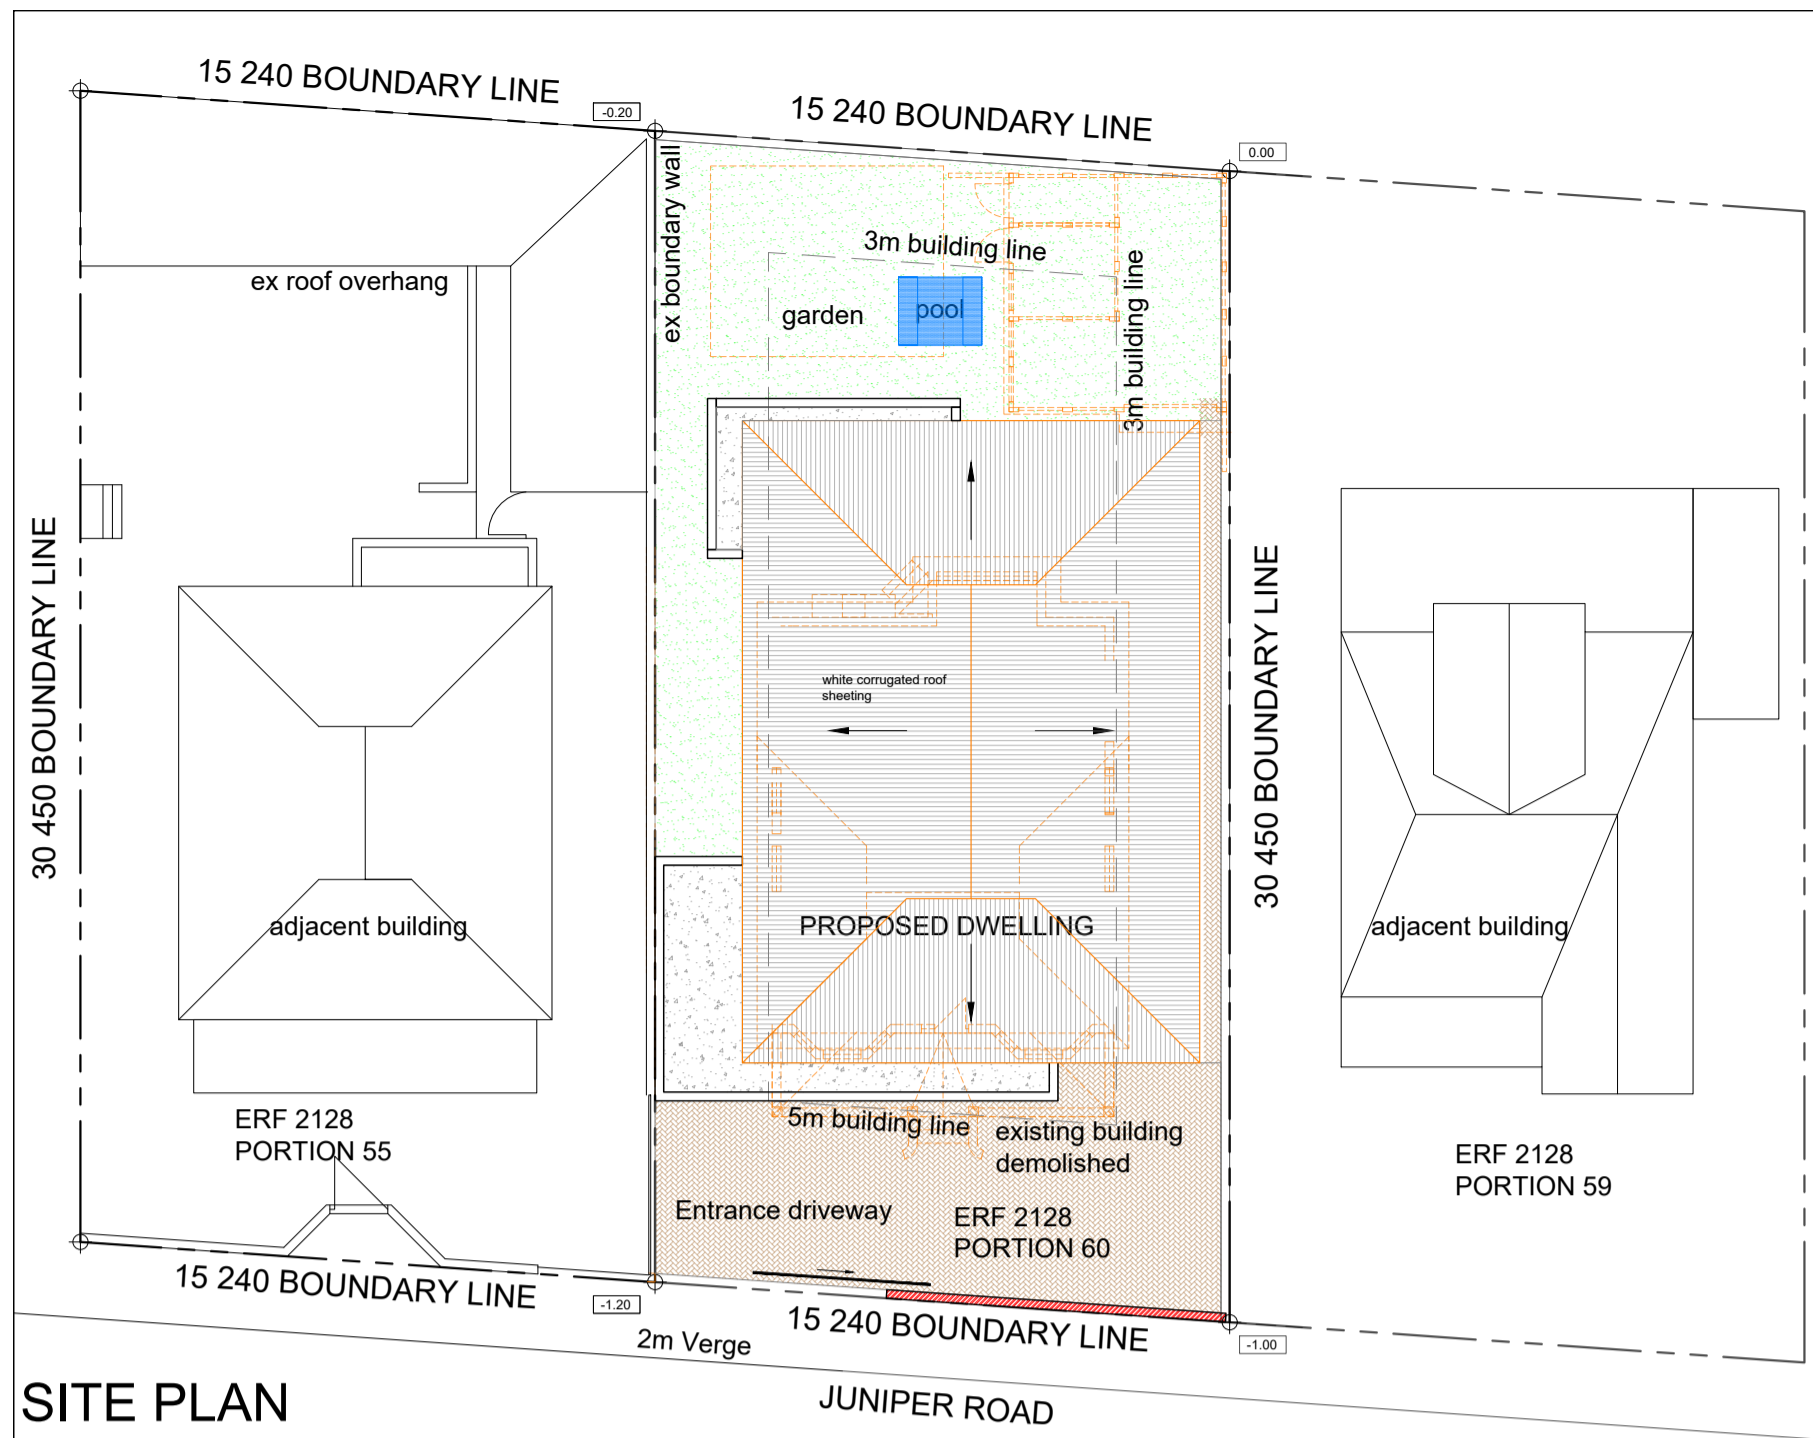 15 240 BOUNDARY LINE
-0.20
15 240 BOUNDARY LINE
0.00
ex boundary wall
3m building line
3m building line
ex roof overhang
garden
pool
30 450 BOUNDARY LINE
30 450 BOUNDARY LINE
white corrugated roof
sheeting
adjacent building
PROPOSED DWELLING
adjacent building
ERF 2128
PORTION 55
5m building line
existing building
demolished
ERF 2128
PORTION 59
Entrance driveway
ERF 2128
PORTION 60
15 240 BOUNDARY LINE
-1.20
15 240 BOUNDARY LINE
-1.00
2m Verge
SITE PLAN
JUNIPER ROAD